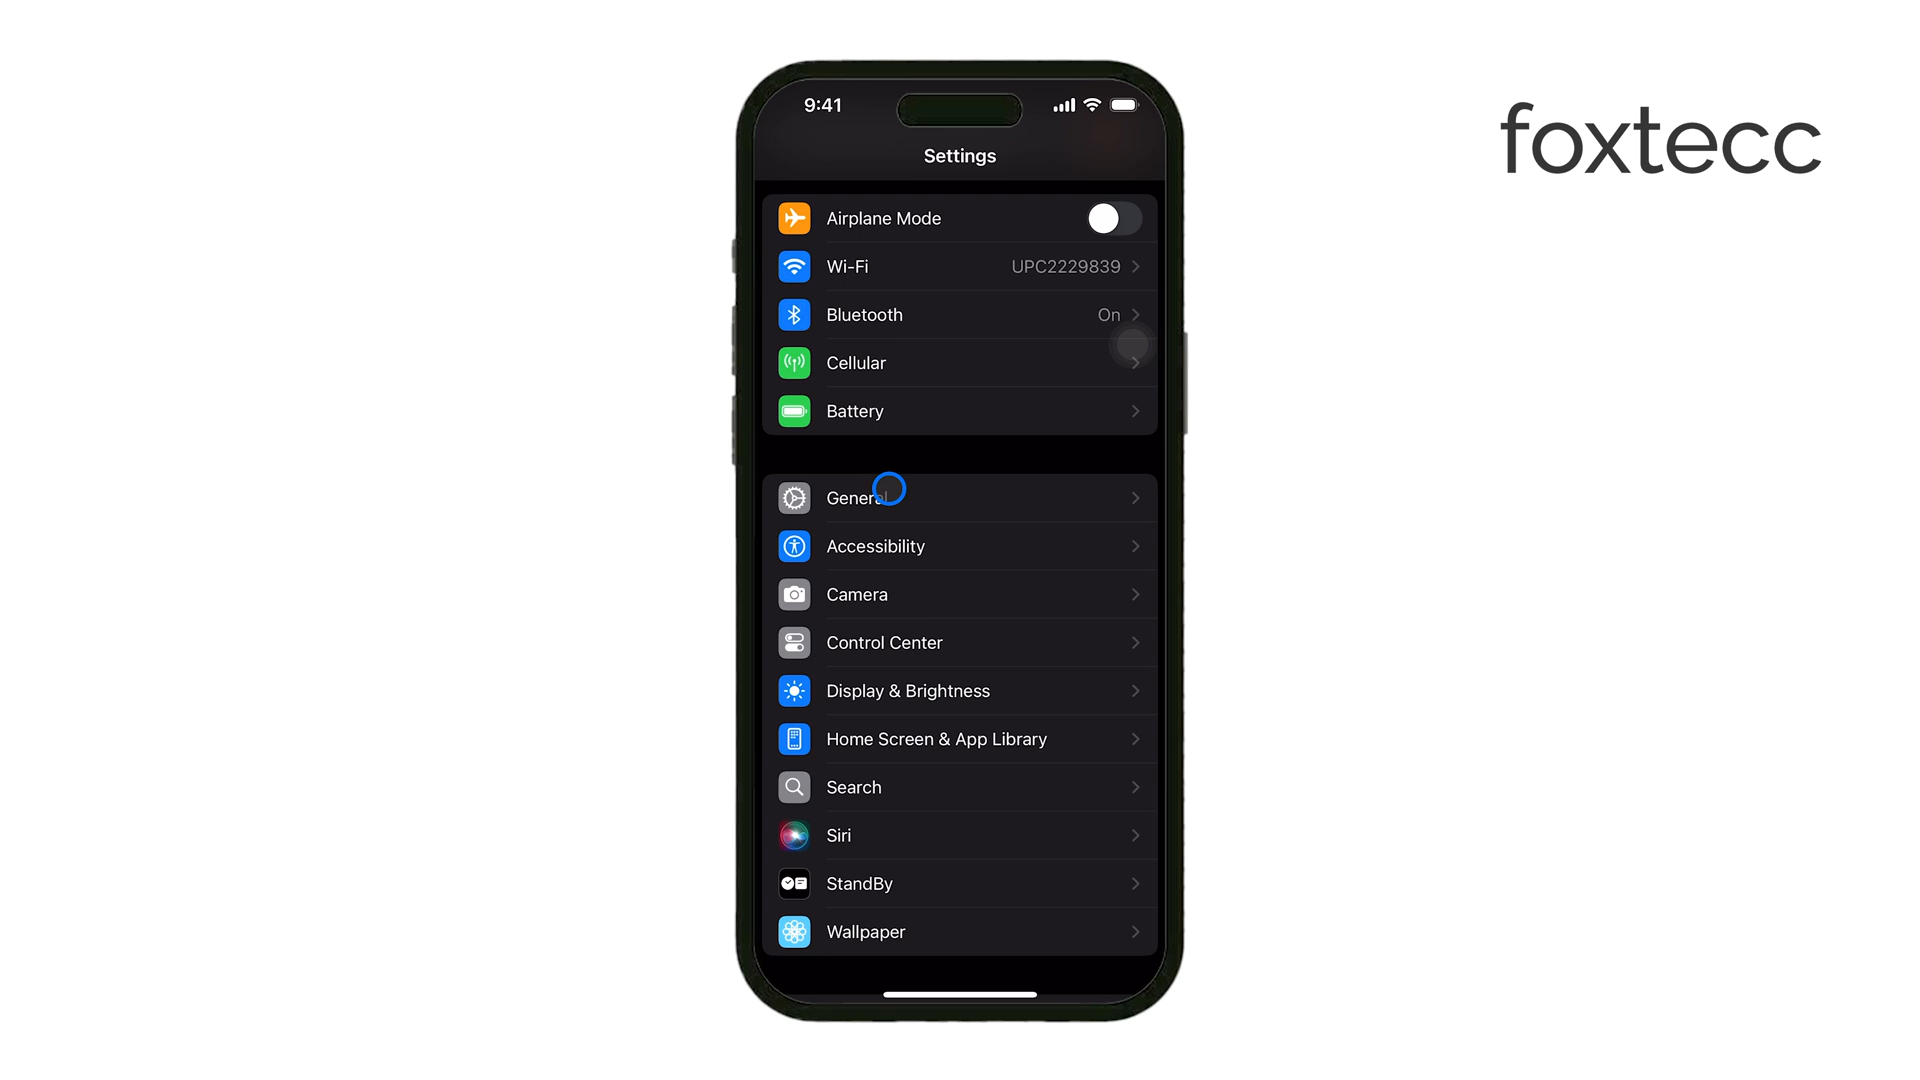 foxtecc
9:41
Settings
Airplane Mode
Wi-Fi UPC2229839
Bluetooth On
Cellular
Battery
General
Accessibility
Camera
Control Center
Display & Brightness
Home Screen & App Library
Search
Siri
StandBy
Wallpaper